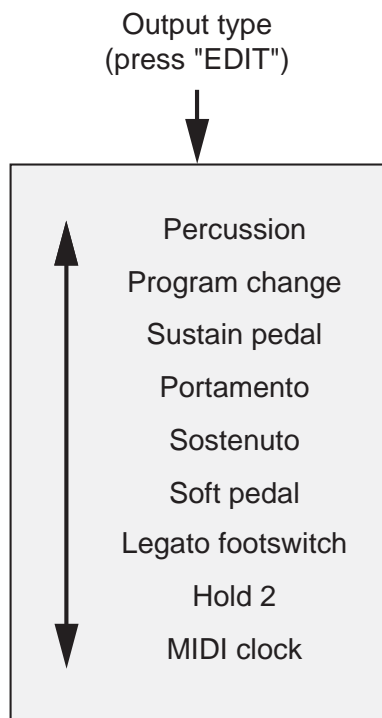 Output type
(press "EDIT")
Percussion
Program change
Sustain pedal
Portamento
Sostenuto
Soft pedal
Legato footswitch
Hold 2
MIDI clock